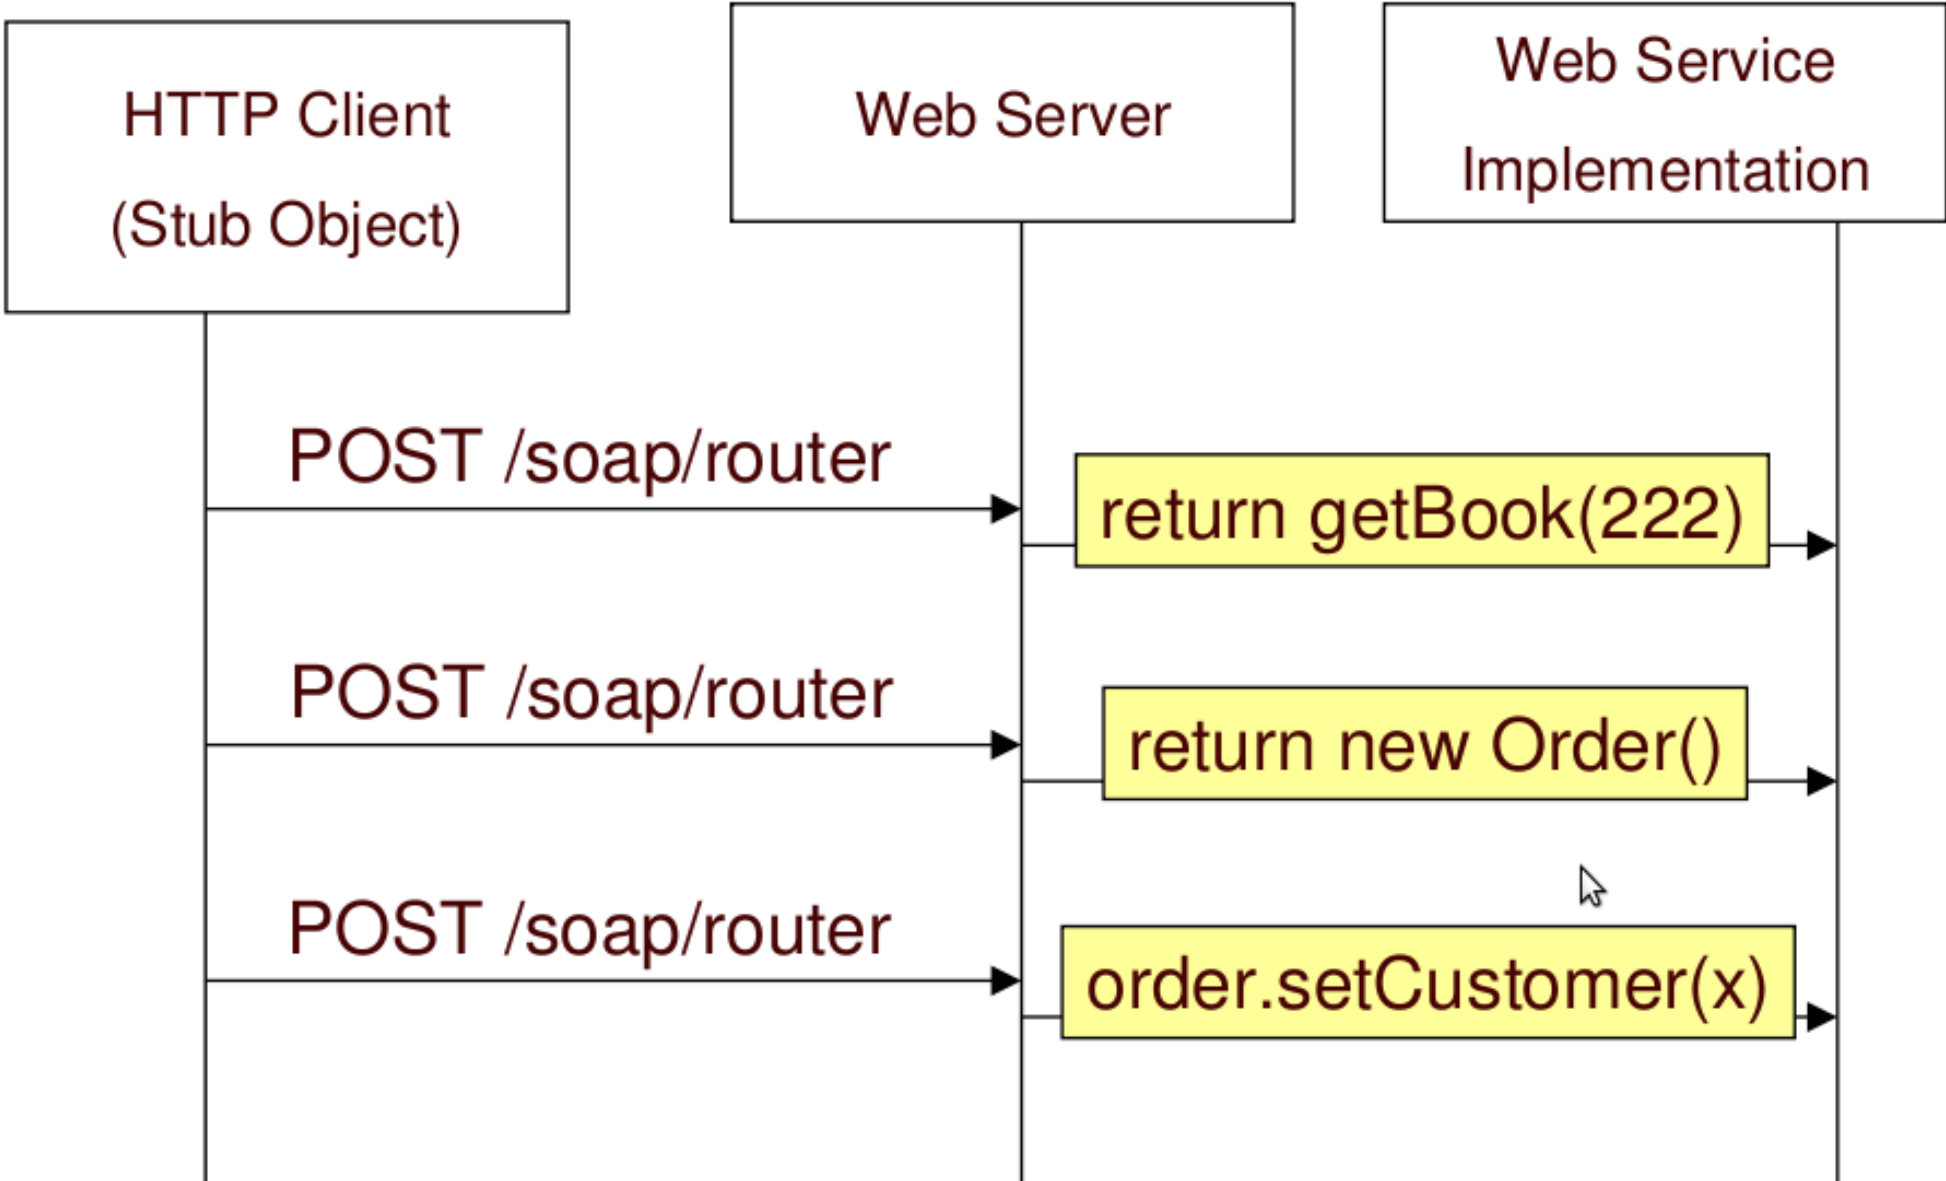 HTTP Client
(Stub Object)
Web Server
Web Service
Implementation
POST /soap/router
return getBook(222)
POST /soap/router
return new Order()
POST /soap/router
order.setCustomer(x)